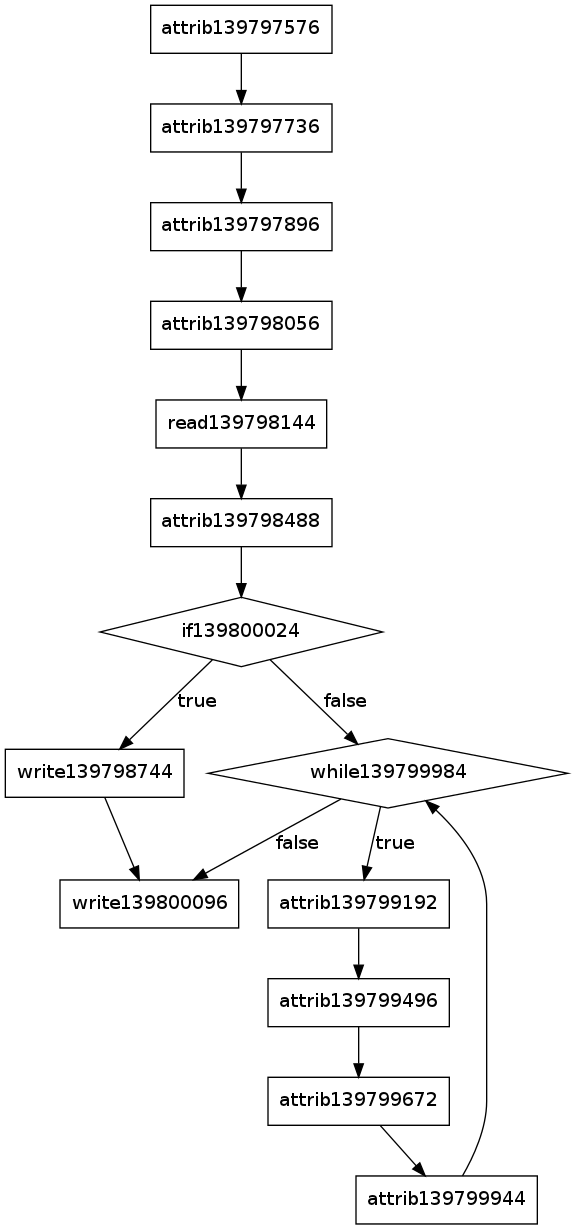 attrib139797576
attrib139797736
attrib139797896
attrib139798056
read139798144
attrib139798488
if139800024
true
false
write139798744
while139799984
false
true
write139800096
attrib139799192
attrib139799496
attrib139799672
attrib139799944